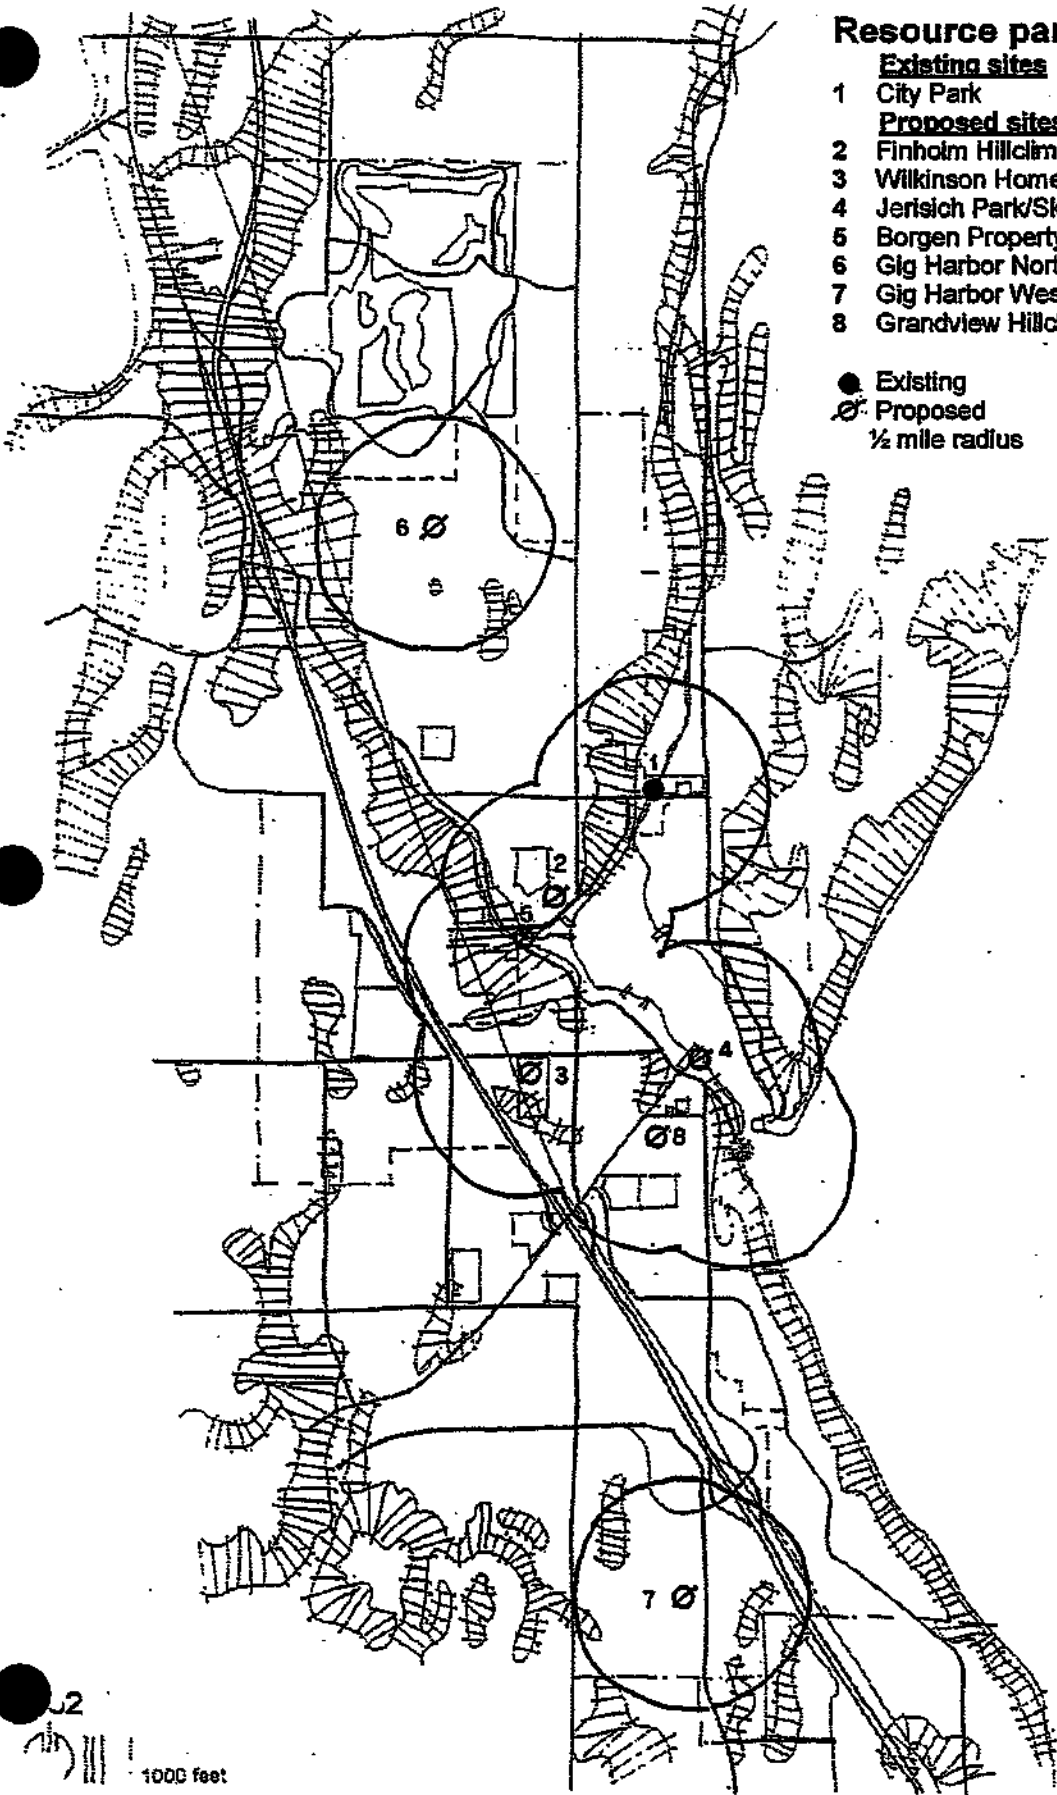 Resource par
Existing sites
1 City Park
Proposed sites
2 Finholm Hillclim
3 Wilkinson Home
4 Jerisich Park/Sk
5 Borgen Property
6 Gig Harbor Nort
7 Gig Harbor Wes
8 Grandview Hillc
Existing
Proposed
½ mile radius
6
1
2
5
4
3
8
7
1000 feet